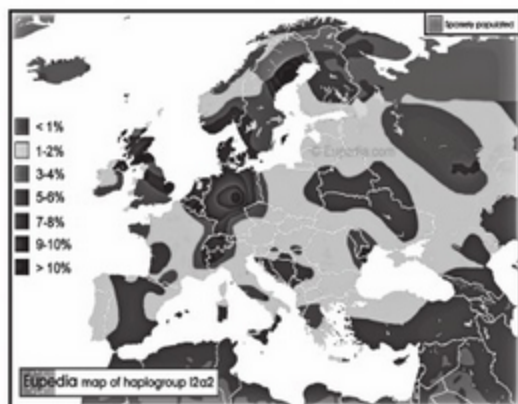 Sparsely populated
< 1%
1-2%
3-4%
5-6%
7-8%
9-10%
> 10%
© Eupedia.com
Eupedia map of haplogroup I2a2